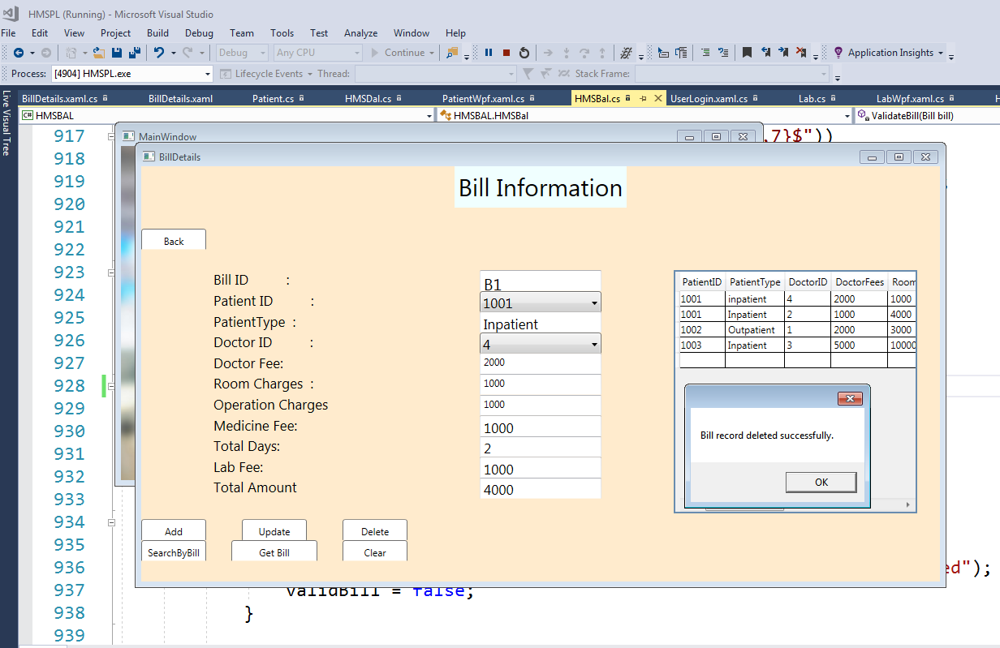 HMSPL (Running) - Microsoft Visual Studio
File Edit View Project Build Debug Team Tools Test Analyze Window Help
Debug Any CPU Continue Application Insights
Process: [4904] HMSPL.exe Lifecycle Events Thread: Stack Frame:
BillDetails.xaml.cs BillDetails.xaml Patient.cs HMSDal.cs PatientWpf.xaml.cs HMSBal.cs UserLogin.xaml.cs Lab.cs LabWpf.xaml.cs H
Live Visual Tree
C# HMSBAL HMSBAL.HMSBal ValidateBill(Bill bill)
917 ,7}$"))
918
919
920
921
922
923
924
925
926
927
928
929
930
931
932
933
934
935
936 ed");
937 validBill = false;
938 }
939
MainWindow
BillDetails
Bill Information
Back
Bill ID : B1
Patient ID : 1001
PatientType : Inpatient
Doctor ID : 4
Doctor Fee: 2000
Room Charges : 1000
Operation Charges 1000
Medicine Fee: 1000
Total Days: 2
Lab Fee: 1000
Total Amount 4000
PatientID PatientType DoctorID DoctorFees Room
1001 inpatient 4 2000 1000
1001 Inpatient 2 1000 4000
1002 Outpatient 1 2000 3000
1003 Inpatient 3 5000 10000
Bill record deleted successfully.
OK
Add Update Delete
SearchByBill Get Bill Clear